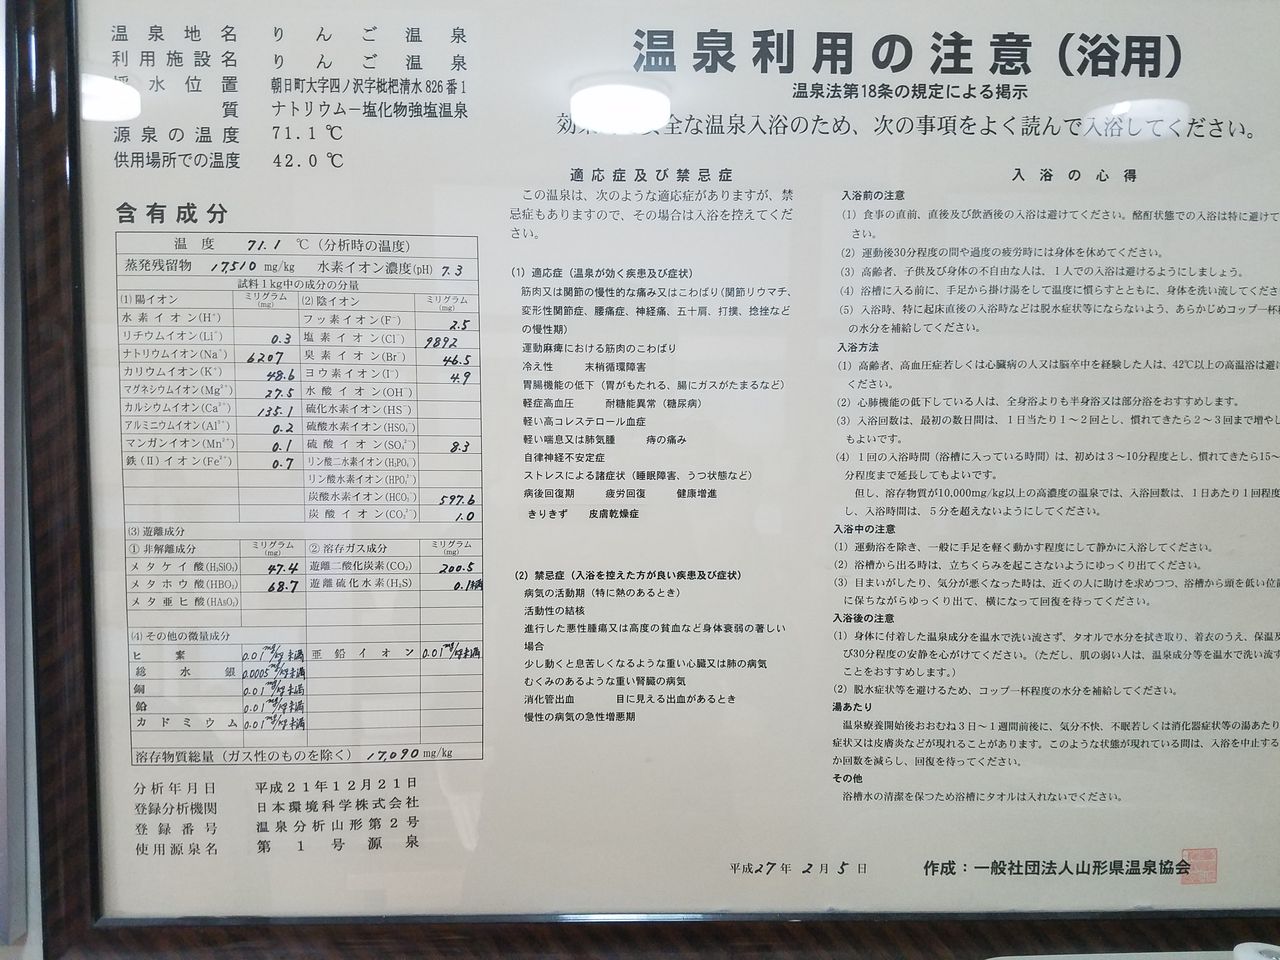 温泉地名 りんご温泉
利用施設名 りんご温泉
採水位置 朝日町大字四ノ沢字枇杷清水826番1
質 ナトリウム－塩化物強塩温泉
源泉の温度 71.1℃
供用場所での温度 42.0℃
含有成分
温度 71.1 ℃（分析時の温度）
蒸発残留物 17,510 mg/kg 水素イオン濃度(pH) 7.3
試料1kg中の成分の分量
(1) 陽イオン ミリグラム(mg) (2) 陰イオン ミリグラム(mg)
水素イオン(H⁺) フッ素イオン(F⁻) 2.5
リチウムイオン(Li⁺) 0.3 塩素イオン(Cl⁻) 9892
ナトリウムイオン(Na⁺) 6207 臭素イオン(Br⁻) 46.5
カリウムイオン(K⁺) 48.6 ヨウ素イオン(I⁻) 4.9
マグネシウムイオン(Mg²⁺) 27.5 水酸イオン(OH⁻)
カルシウムイオン(Ca²⁺) 135.1 硫化水素イオン(HS⁻)
アルミニウムイオン(Al³⁺) 0.2 硫酸水素イオン(HSO₄⁻)
マンガンイオン(Mn²⁺) 0.1 硫酸イオン(SO₄²⁻) 8.3
鉄(Ⅱ)イオン(Fe²⁺) 0.7 リン酸二水素イオン(H₂PO₄⁻)
リン酸水素イオン(HPO₄²⁻)
炭酸水素イオン(HCO₃⁻) 597.6
炭酸イオン(CO₃²⁻) 1.0
(3) 遊離成分
① 非解離成分 ミリグラム(mg) ② 溶存ガス成分 ミリグラム(mg)
メタケイ酸(H₂SiO₃) 47.4 遊離二酸化炭素(CO₂) 200.5
メタホウ酸(HBO₂) 68.7 遊離硫化水素(H₂S) 0.1未満
メタ亜ヒ酸(HAsO₂)
(4) その他の微量成分
ヒ素 0.01mg/kg未満 亜鉛イオン 0.01mg/kg未満
総水銀 0.0005mg/kg未満
銅 0.01mg/kg未満
鉛 0.01mg/kg未満
カドミウム 0.01mg/kg未満
溶存物質総量（ガス性のものを除く） 17,090 mg/kg
分析年月日 平成21年12月21日
登録分析機関 日本環境科学株式会社
登録番号 温泉分析山形第2号
使用源泉名 第1号源泉
温泉利用の注意（浴用）
温泉法第18条の規定による掲示
効 全な温泉入浴のため、次の事項をよく読んで入浴してください。
適応症及び禁忌症
この温泉は、次のような適応症がありますが、禁
忌症もありますので、その場合は入浴を控えてくだ
さい。
(1) 適応症（温泉が効く疾患及び症状）
筋肉又は関節の慢性的な痛み又はこわばり（関節リウマチ、
変形性関節症、腰痛症、神経痛、五十肩、打撲、捻挫など
の慢性期）
運動麻痺における筋肉のこわばり
冷え性 末梢循環障害
胃腸機能の低下（胃がもたれる、腸にガスがたまるなど）
軽症高血圧 耐糖能異常（糖尿病）
軽い高コレステロール血症
軽い喘息又は肺気腫 痔の痛み
自律神経不安定症
ストレスによる諸症状（睡眠障害、うつ状態など）
病後回復期 疲労回復 健康増進
きりきず 皮膚乾燥症
(2) 禁忌症（入浴を控えた方が良い疾患及び症状）
病気の活動期（特に熱のあるとき）
活動性の結核
進行した悪性腫瘍又は高度の貧血など身体衰弱の著しい
場合
少し動くと息苦しくなるような重い心臓又は肺の病気
むくみのあるような重い腎臓の病気
消化管出血 目に見える出血があるとき
慢性の病気の急性増悪期
入浴の心得
入浴前の注意
(1) 食事の直前、直後及び飲酒後の入浴は避けてください。酩酊状態での入浴は特に避けて
さい。
(2) 運動後30分程度の間や過度の疲労時には身体を休めてください。
(3) 高齢者、子供及び身体の不自由な人は、1人での入浴は避けるようにしましょう。
(4) 浴槽に入る前に、手足から掛け湯をして温度に慣らすとともに、身体を洗い流してくださ
(5) 入浴時、特に起床直後の入浴時などは脱水症状等にならないよう、あらかじめコップ一杯
の水分を補給してください。
入浴方法
(1) 高齢者、高血圧症若しくは心臓病の人又は脳卒中を経験した人は、42℃以上の高温浴は避け
ください。
(2) 心肺機能の低下している人は、全身浴よりも半身浴又は部分浴をおすすめします。
(3) 入浴回数は、最初の数日間は、1日当たり1～2回とし、慣れてきたら2～3回まで増やし
もよいです。
(4) 1回の入浴時間（浴槽に入っている時間）は、初めは3～10分程度とし、慣れてきたら15～
分程度まで延長してもよいです。
但し、溶存物質が10,000mg/kg以上の高濃度の温泉では、入浴回数は、1日あたり1回程度
し、入浴時間は、5分を超えないようにしてください。
入浴中の注意
(1) 運動浴を除き、一般に手足を軽く動かす程度にして静かに入浴してください。
(2) 浴槽から出る時は、立ちくらみを起こさないようにゆっくり出てください。
(3) 目まいがしたり、気分が悪くなった時は、近くの人に助けを求めつつ、浴槽から頭を低い位置
に保ちながらゆっくり出て、横になって回復を待ってください。
入浴後の注意
(1) 身体に付着した温泉成分を温水で洗い流さず、タオルで水分を拭き取り、着衣のうえ、保温及
び30分程度の安静を心がけてください。（ただし、肌の弱い人は、温泉成分等を温水で洗い流す
ことをおすすめします。）
(2) 脱水症状等を避けるため、コップ一杯程度の水分を補給してください。
湯あたり
温泉療養開始後おおむね3日～1週間前後に、気分不快、不眠若しくは消化器症状等の湯あたり
症状又は皮膚炎などが現れることがあります。このような状態が現れている間は、入浴を中止する
か回数を減らし、回復を待ってください。
その他
浴槽水の清潔を保つため浴槽にタオルは入れないでください。
平成27年 2月 5日 作成：一般社団法人山形県温泉協会